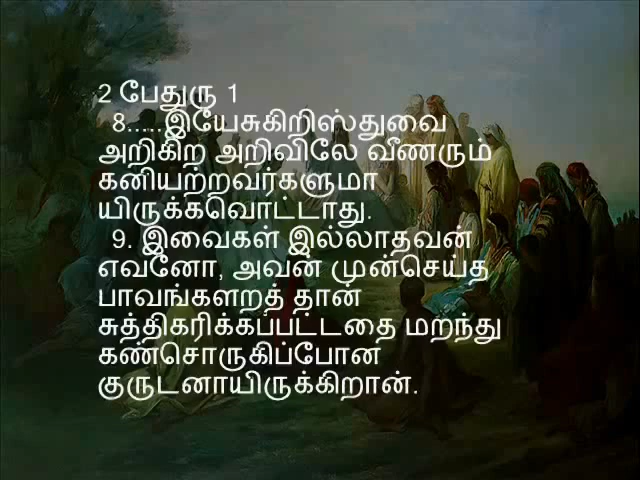 2 பேதுரு 1
8.....இயேசுகிறிஸ்துவை
அறிகிற அறிவிலே வீணரும்
கனியற்றவர்களுமா
யிருக்கவொட்டாது.
9. இவைகள் இல்லாதவன்
எவனோ, அவன் முன்செய்த
பாவங்களறத் தான்
சுத்திகரிக்கப்பட்டதை மறந்து
கண்சொருகிப்போன
குருடனாயிருக்கிறான்.